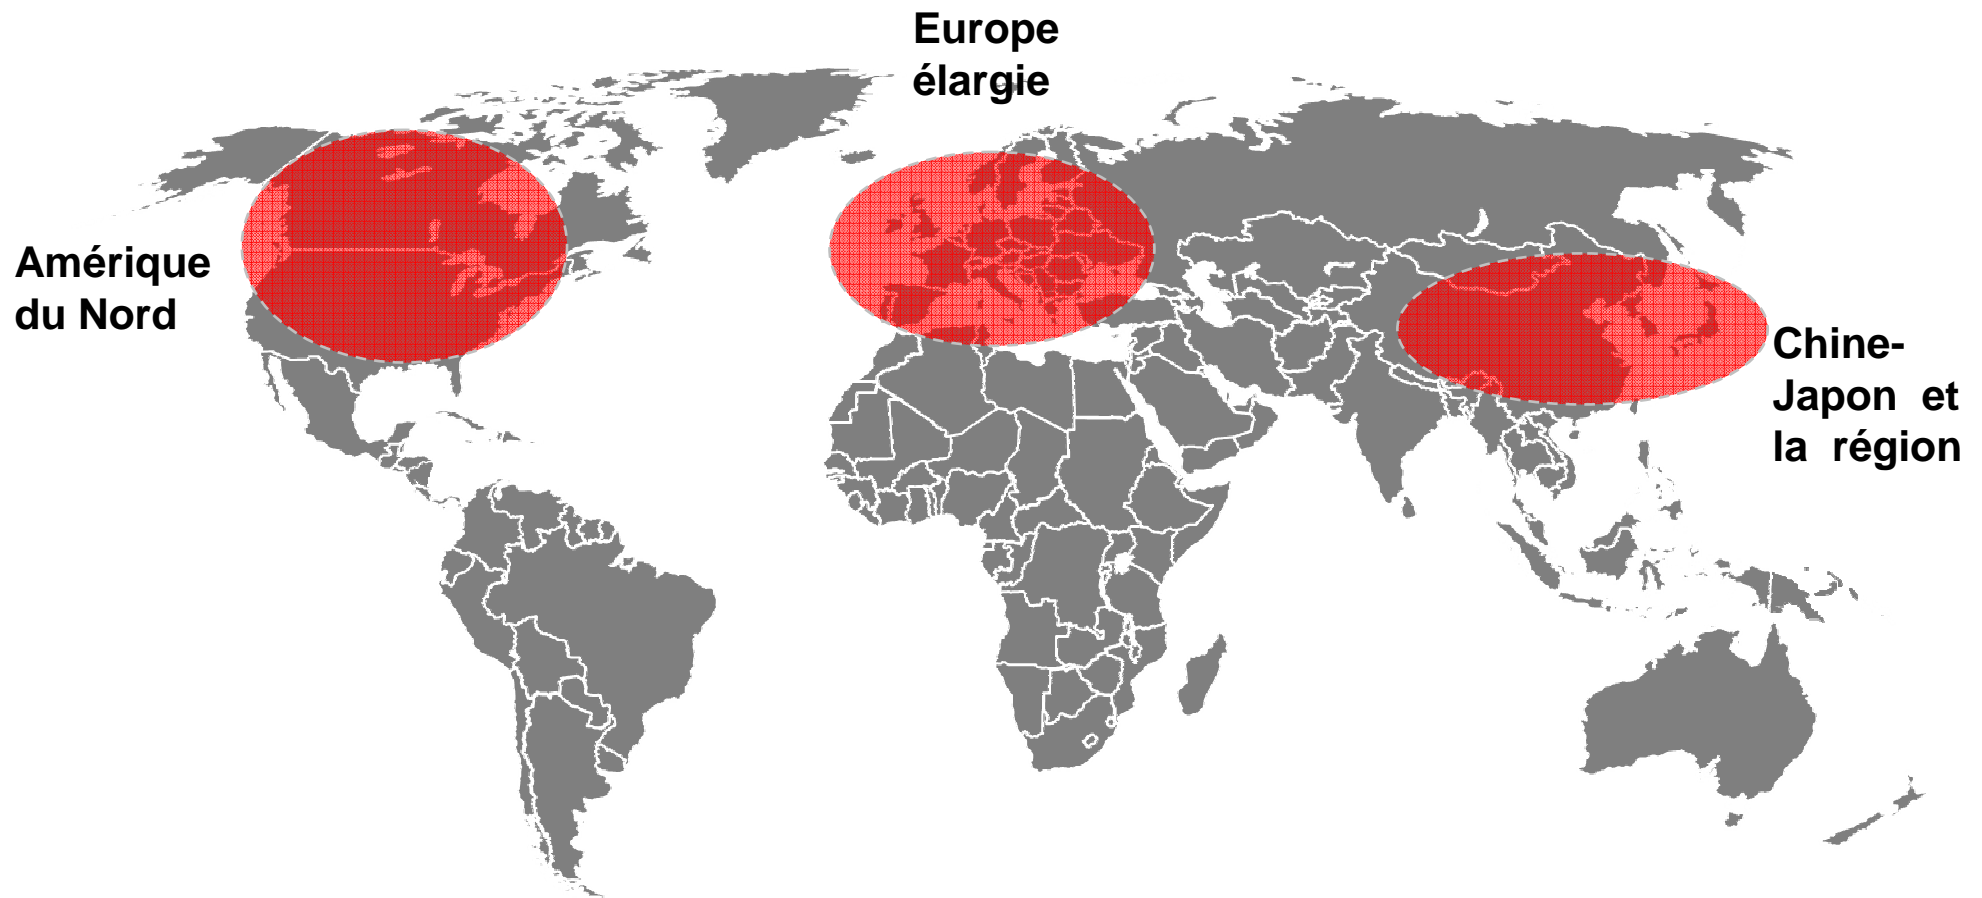 Europe
élargie
Amérique
du Nord
Chine-
Japon et
la région